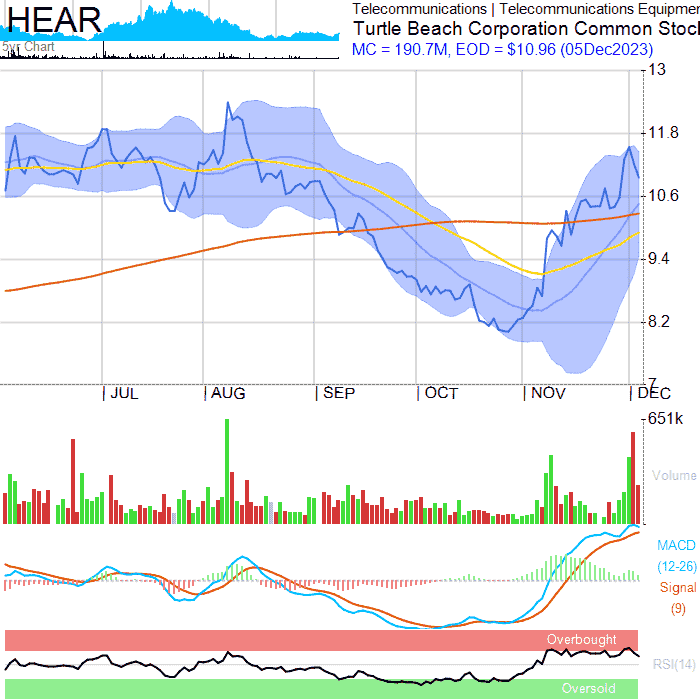 HEAR
5yr Chart
Telecommunications | Telecommunications Equipmen
Turtle Beach Corporation Common Stoc
MC = 190.7M, EOD = $10.96 (05Dec2023)
13
11.8
10.6
9.4
8.2
7
JUL AUG SEP OCT NOV DEC
651k
Volume
MACD
(12-26)
Signal
(9)
Overbought
RSI(14)
Oversold